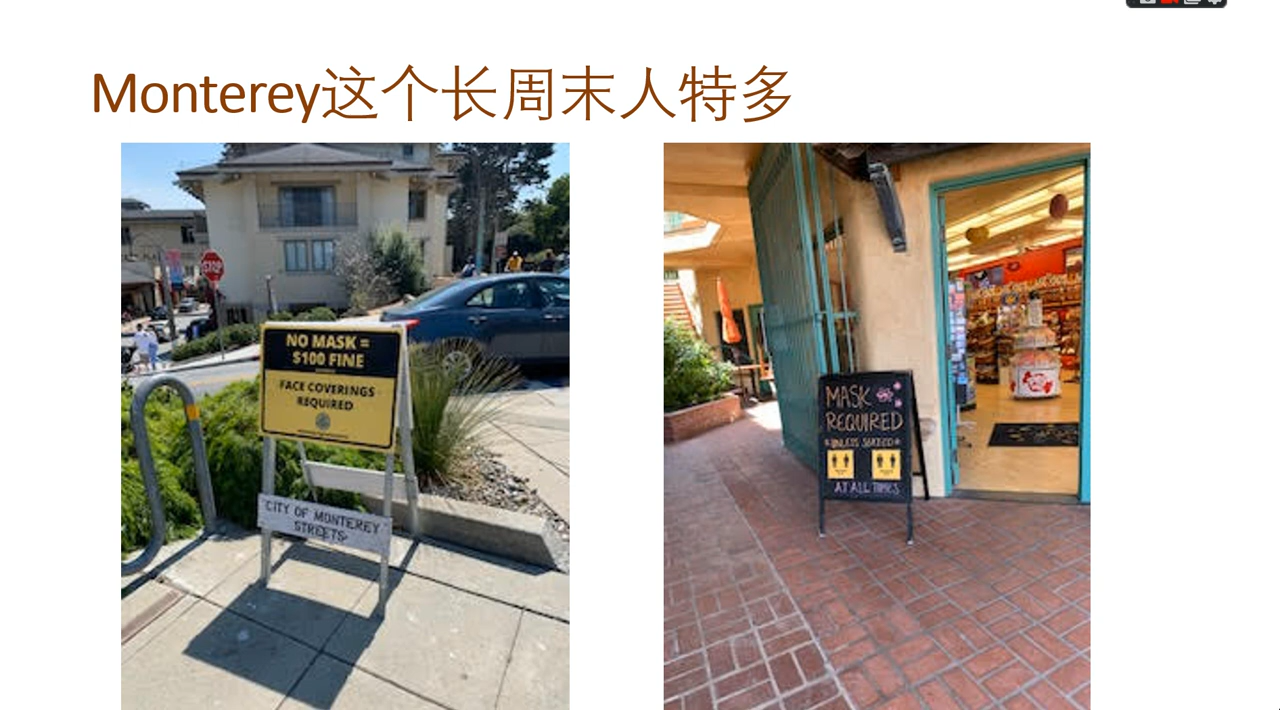 Monterey这个长周末人特多
NO MASK =
$100 FINE
FACE COVERINGS
REQUIRED
CITY OF MONTEREY
STREETS
STOP
MASK
REQUIRED
UNLESS SEATED
AT ALL TIMES